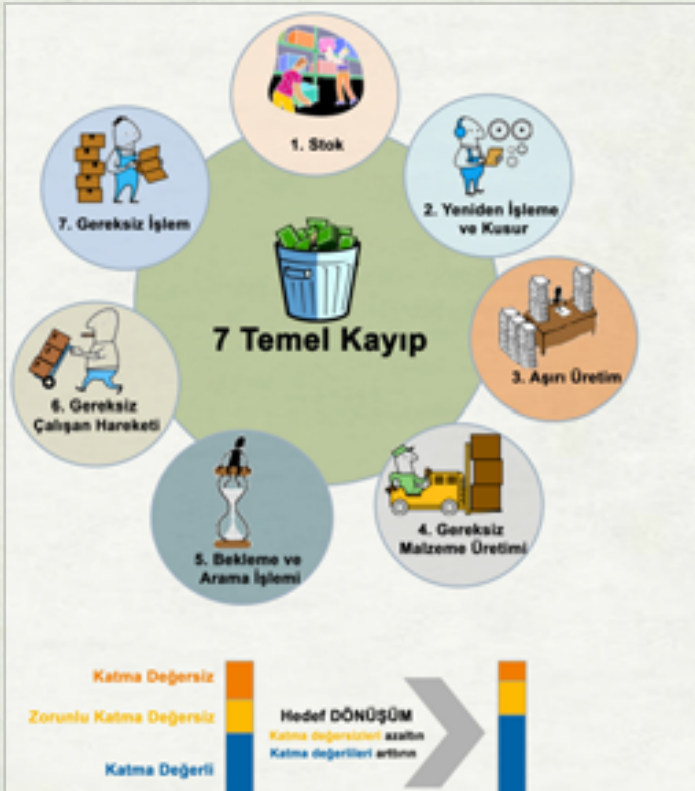 1. Stok
2. Yeniden İşleme
ve Kusur
3. Aşırı Üretim
4. Gereksiz
Malzeme Üretimi
5. Bekleme ve
Arama İşlemi
6. Gereksiz
Çalışan Hareketi
7. Gereksiz İşlem
7 Temel Kayıp
Katma Değersiz
Zorunlu Katma Değersiz
Katma Değerli
Hedef DÖNÜŞÜM
Katma değersizleri azaltın
Katma değerlileri arttırın